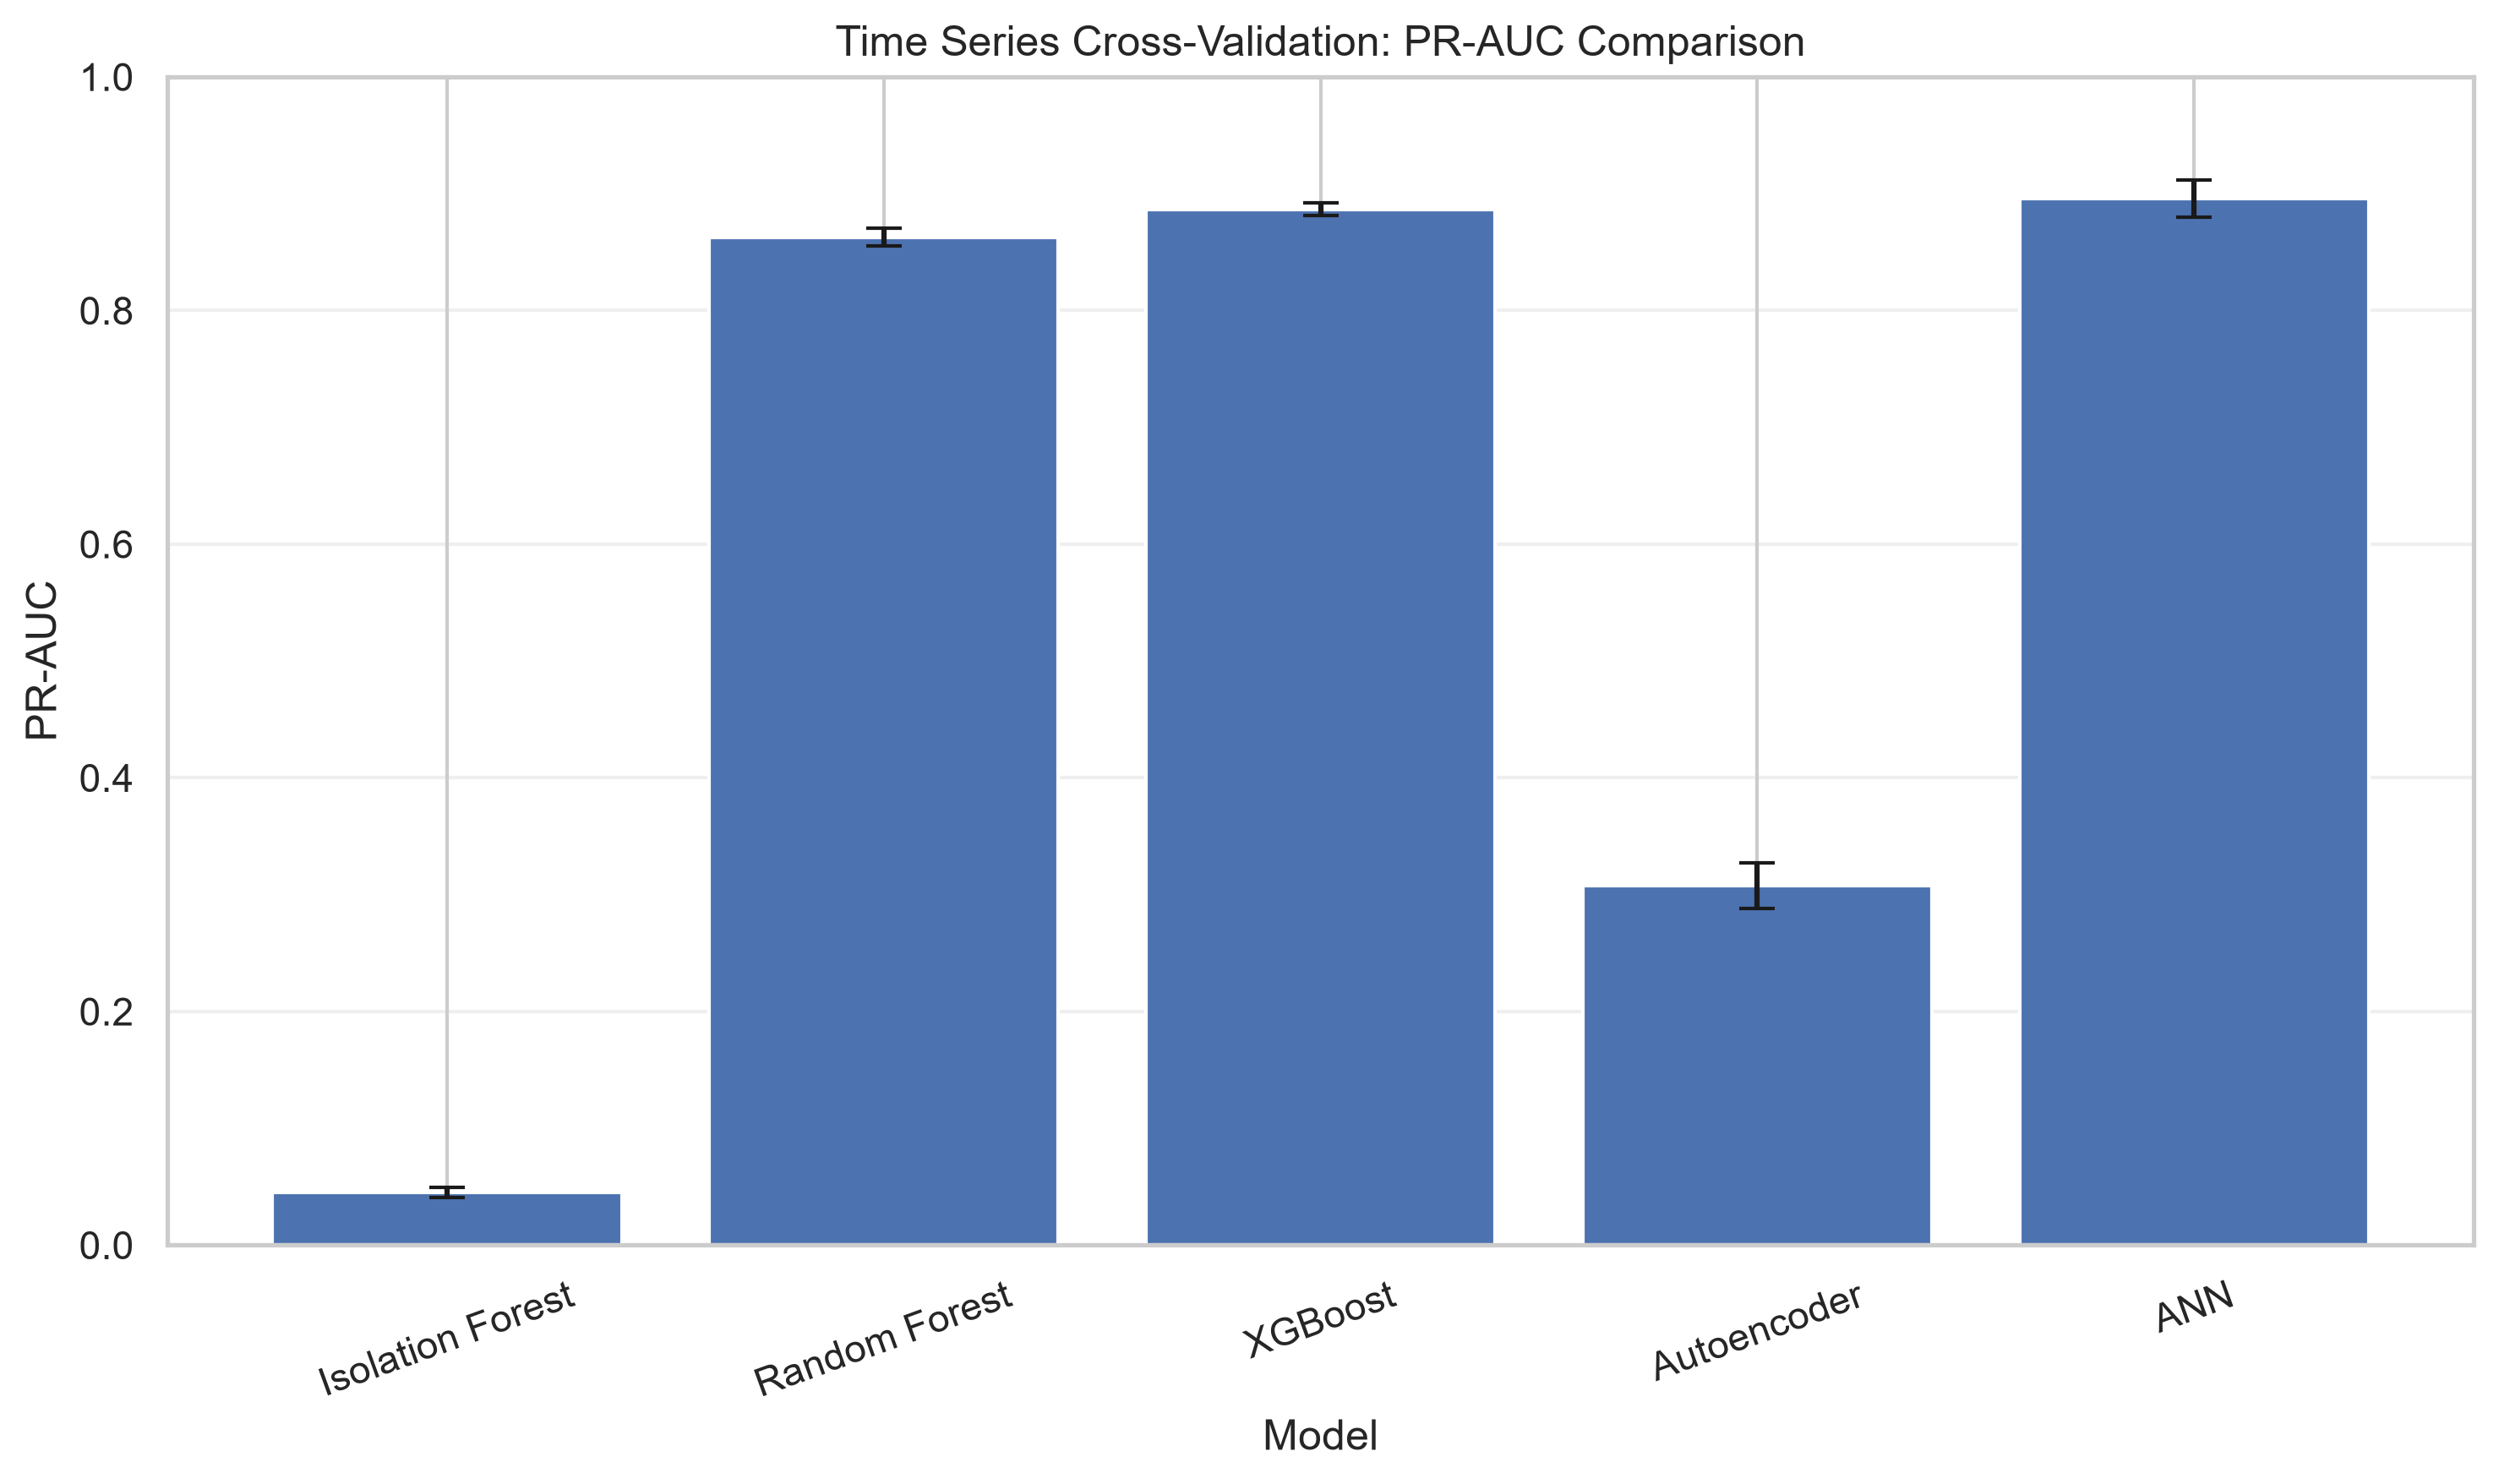 Time Series Cross-Validation: PR-AUC Comparison
1.0
0.8
0.6
0.4
0.2
0.0
PR-AUC
Isolation Forest
Random Forest
XGBoost
Autoencoder
ANN
Model